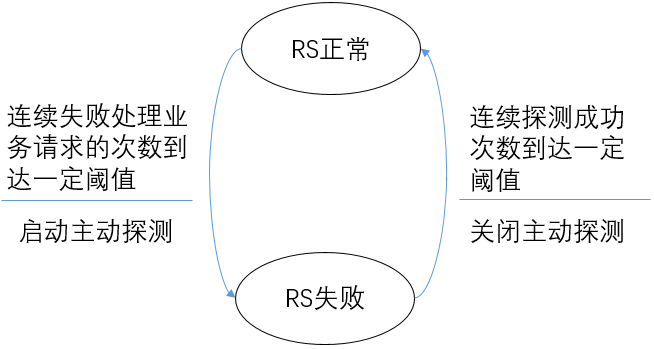 RS正常
连续失败处理业
务请求的次数到
达一定阈值
启动主动探测
连续探测成功
次数到达一定
阈值
关闭主动探测
RS失败